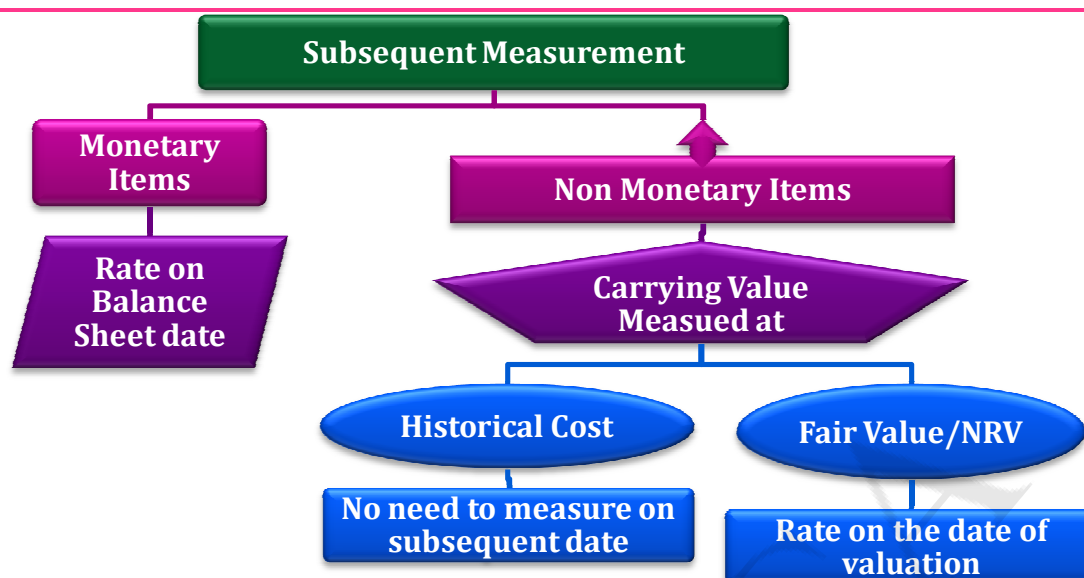 Subsequent Measurement
Monetary
Items
Non Monetary Items
Rate on
Balance
Sheet date
Carrying Value
Measued at
Historical Cost
Fair Value/NRV
No need to measure on
subsequent date
Rate on the date of
valuation